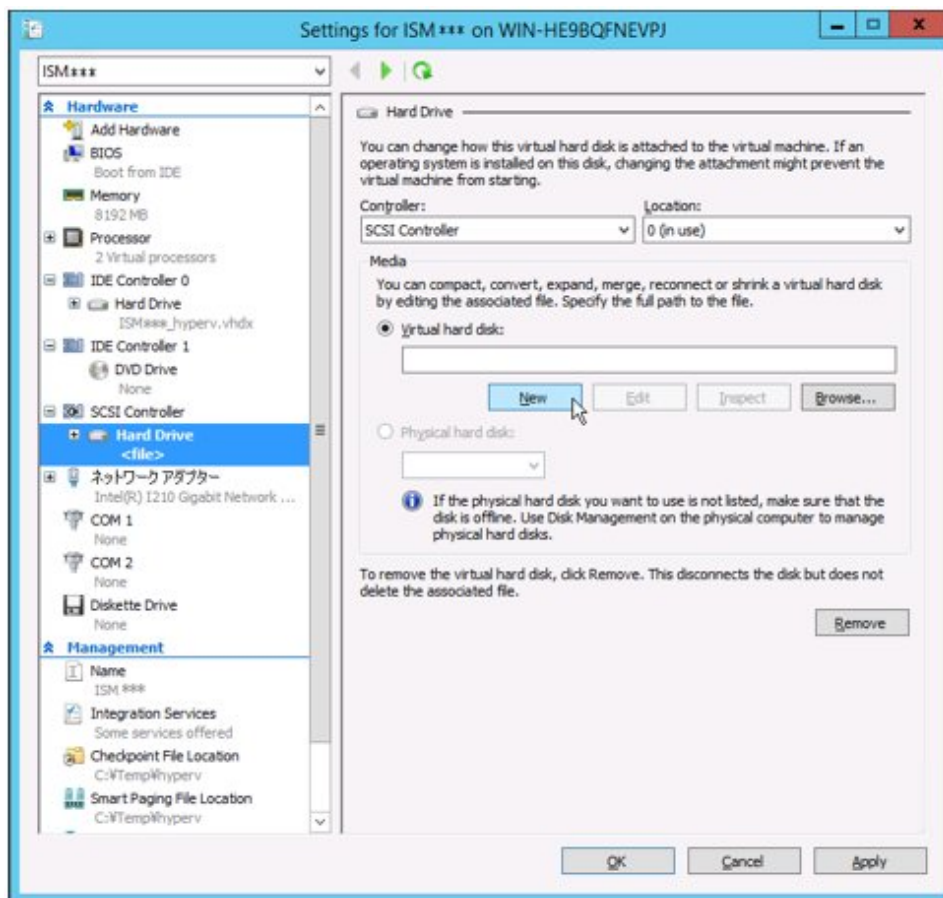 Settings for ISM*** on WIN-HE9BQFNEVPJ
ISM***
Hardware
Add Hardware
BIOS
Boot from IDE
Memory
8192 MB
Processor
2 Virtual processors
IDE Controller 0
Hard Drive
ISM***_hyperv.vhdx
IDE Controller 1
DVD Drive
None
SCSI Controller
Hard Drive
<file>
ネットワーク アダプター
Intel(R) I210 Gigabit Network ...
COM 1
None
COM 2
None
Diskette Drive
None
Management
Name
ISM ***
Integration Services
Some services offered
Checkpoint File Location
C:¥Temp¥hyperv
Smart Paging File Location
C:¥Temp¥hyperv
Hard Drive
You can change how this virtual hard disk is attached to the virtual machine. If an
operating system is installed on this disk, changing the attachment might prevent the
virtual machine from starting.
Controller:
Location:
SCSI Controller
0 (in use)
Media
You can compact, convert, expand, merge, reconnect or shrink a virtual hard disk
by editing the associated file. Specify the full path to the file.
Virtual hard disk:
New
Edit
Inspect
Browse...
Physical hard disk:
If the physical hard disk you want to use is not listed, make sure that the
disk is offline. Use Disk Management on the physical computer to manage
physical hard disks.
To remove the virtual hard disk, click Remove. This disconnects the disk but does not
delete the associated file.
Remove
OK
Cancel
Apply